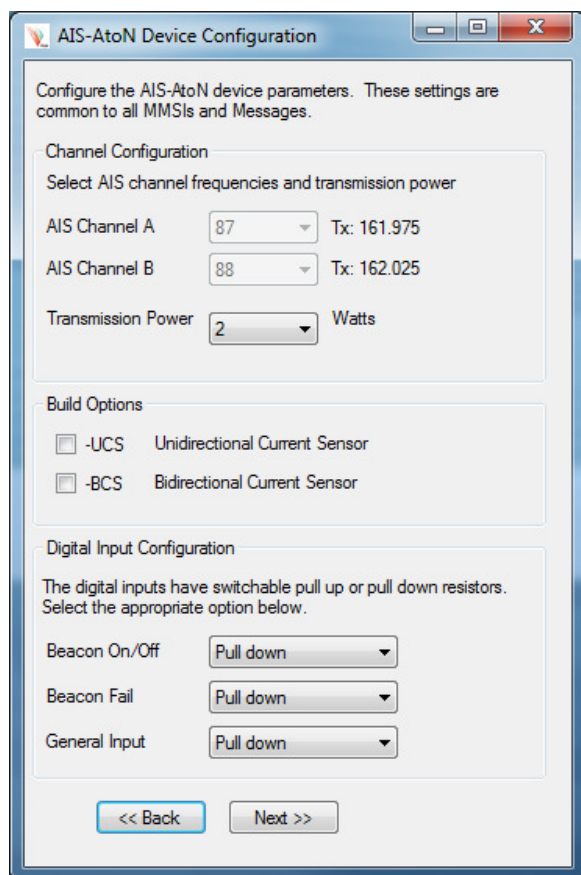 AIS-AtoN Device Configuration
Configure the AIS-AtoN device parameters.  These settings are
common to all MMSIs and Messages.
Channel Configuration
Select AIS channel frequencies and transmission power
AIS Channel A 87 Tx: 161.975
AIS Channel B 88 Tx: 162.025
Transmission Power 2 Watts
Build Options
-UCS Unidirectional Current Sensor
-BCS Bidirectional Current Sensor
Digital Input Configuration
The digital inputs have switchable pull up or pull down resistors.
Select the appropriate option below.
Beacon On/Off Pull down
Beacon Fail Pull down
General Input Pull down
<< Back Next >>